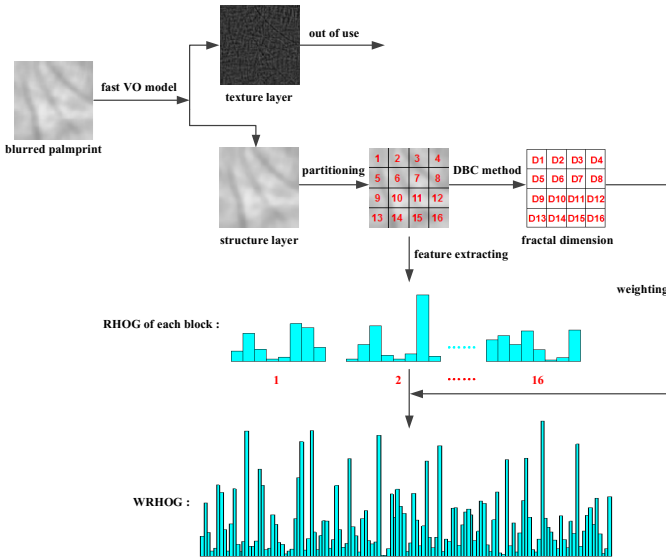 out of use
fast VO model
texture layer
blurred palmprint
partitioning
DBC method
1 2 3 4
5 6 7 8
9 10 11 12
13 14 15 16
D1 D2 D3 D4
D5 D6 D7 D8
D9 D10 D11 D12
D13 D14 D15 D16
structure layer
fractal dimension
feature extracting
weighting
RHOG of each block :
......
1 2 ...... 16
WRHOG :